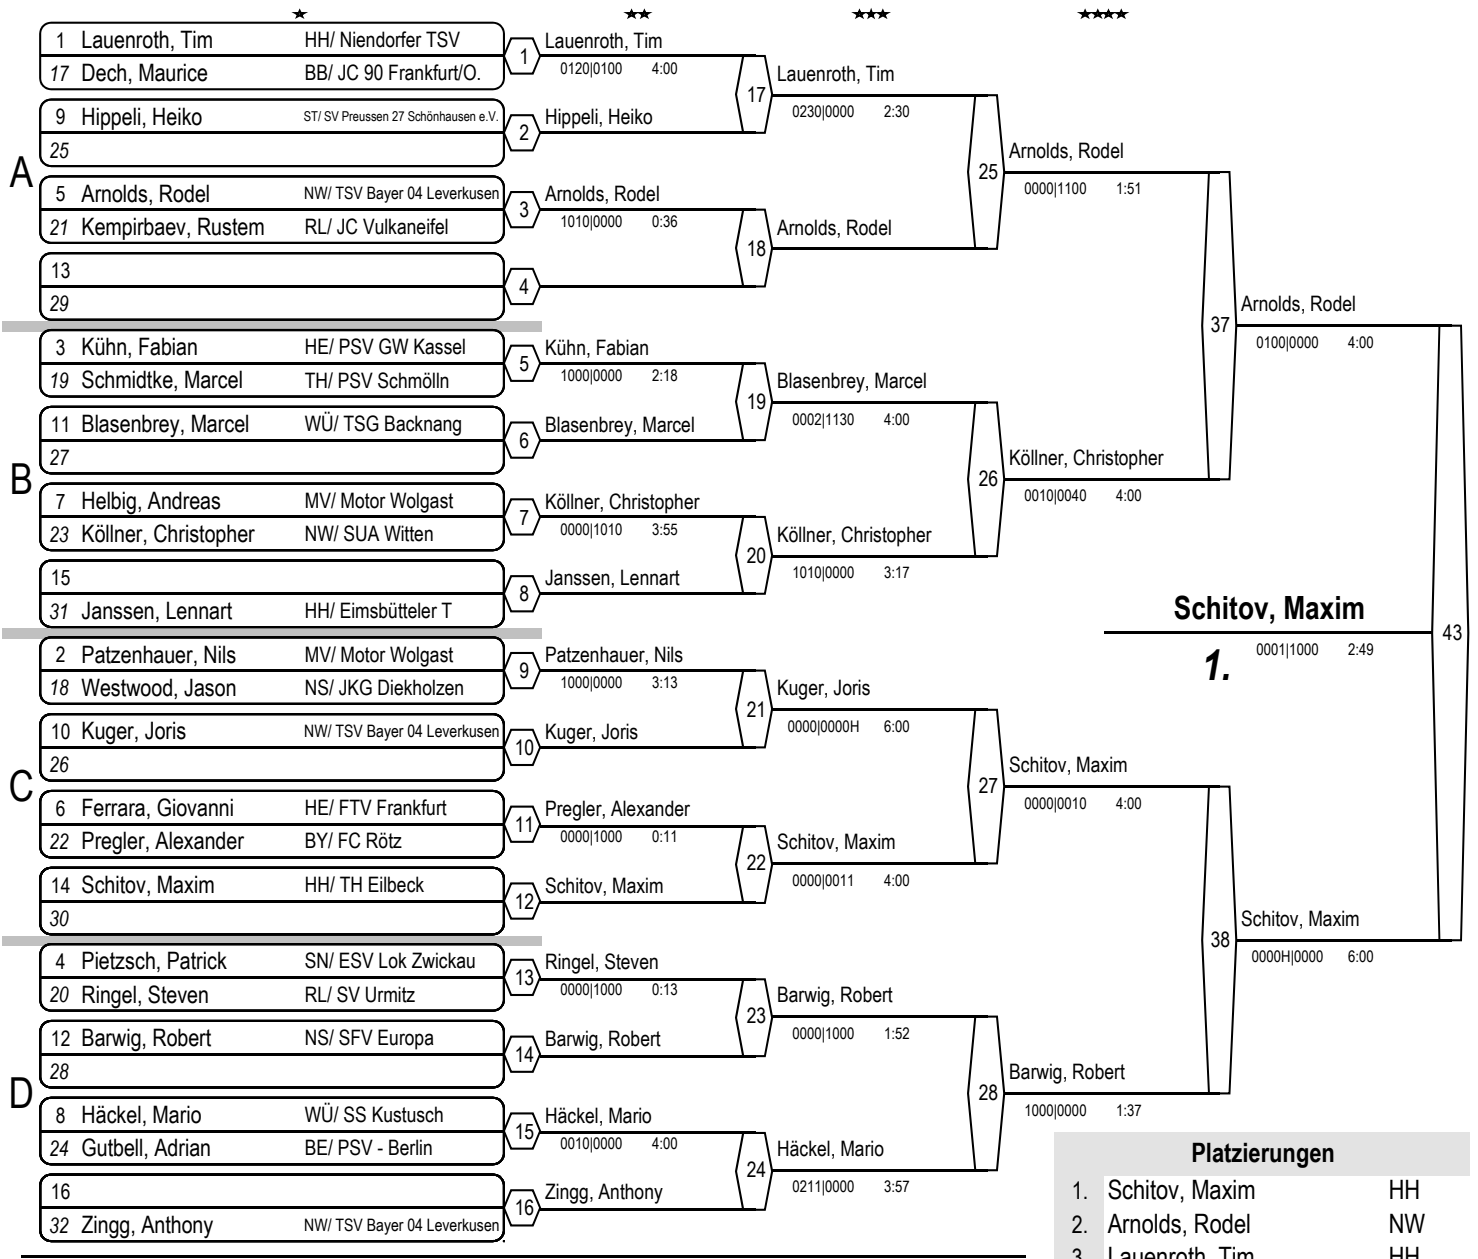 ★ ★★ ★★★ ★★★★
A
1 Lauenroth, Tim HH/ Niendorfer TSV
17 Dech, Maurice BB/ JC 90 Frankfurt/O.
9 Hippeli, Heiko ST/ SV Preussen 27 Schönhausen e.V.
25
5 Arnolds, Rodel NW/ TSV Bayer 04 Leverkusen
21 Kempirbaev, Rustem RL/ JC Vulkaneifel
13
29
B
3 Kühn, Fabian HE/ PSV GW Kassel
19 Schmidtke, Marcel TH/ PSV Schmölln
11 Blasenbrey, Marcel WÜ/ TSG Backnang
27
7 Helbig, Andreas MV/ Motor Wolgast
23 Köllner, Christopher NW/ SUA Witten
15
31 Janssen, Lennart HH/ Eimsbütteler T
C
2 Patzenhauer, Nils MV/ Motor Wolgast
18 Westwood, Jason NS/ JKG Diekholzen
10 Kuger, Joris NW/ TSV Bayer 04 Leverkusen
26
6 Ferrara, Giovanni HE/ FTV Frankfurt
22 Pregler, Alexander BY/ FC Rötz
14 Schitov, Maxim HH/ TH Eilbeck
30
D
4 Pietzsch, Patrick SN/ ESV Lok Zwickau
20 Ringel, Steven RL/ SV Urmitz
12 Barwig, Robert NS/ SFV Europa
28
8 Häckel, Mario WÜ/ SS Kustusch
24 Gutbell, Adrian BE/ PSV - Berlin
16
32 Zingg, Anthony NW/ TSV Bayer 04 Leverkusen
1 Lauenroth, Tim
0120|0100 4:00
2 Hippeli, Heiko
3 Arnolds, Rodel
1010|0000 0:36
4
5 Kühn, Fabian
1000|0000 2:18
6 Blasenbrey, Marcel
7 Köllner, Christopher
0000|1010 3:55
8 Janssen, Lennart
9 Patzenhauer, Nils
1000|0000 3:13
10 Kuger, Joris
11 Pregler, Alexander
0000|1000 0:11
12 Schitov, Maxim
13 Ringel, Steven
0000|1000 0:13
14 Barwig, Robert
15 Häckel, Mario
0010|0000 4:00
16 Zingg, Anthony
17 Lauenroth, Tim
0230|0000 2:30
18 Arnolds, Rodel
19 Blasenbrey, Marcel
0002|1130 4:00
20 Köllner, Christopher
1010|0000 3:17
21 Kuger, Joris
0000|0000H 6:00
22 Schitov, Maxim
0000|0011 4:00
23 Barwig, Robert
0000|1000 1:52
24 Häckel, Mario
0211|0000 3:57
25 Arnolds, Rodel
0000|1100 1:51
26 Köllner, Christopher
0010|0040 4:00
27 Schitov, Maxim
0000|0010 4:00
28 Barwig, Robert
1000|0000 1:37
37 Arnolds, Rodel
0100|0000 4:00
38 Schitov, Maxim
0000H|0000 6:00
Schitov, Maxim 43
1. 0001|1000 2:49
Platzierungen
1. Schitov, Maxim HH
2. Arnolds, Rodel NW
3. Lauenroth, Tim HH